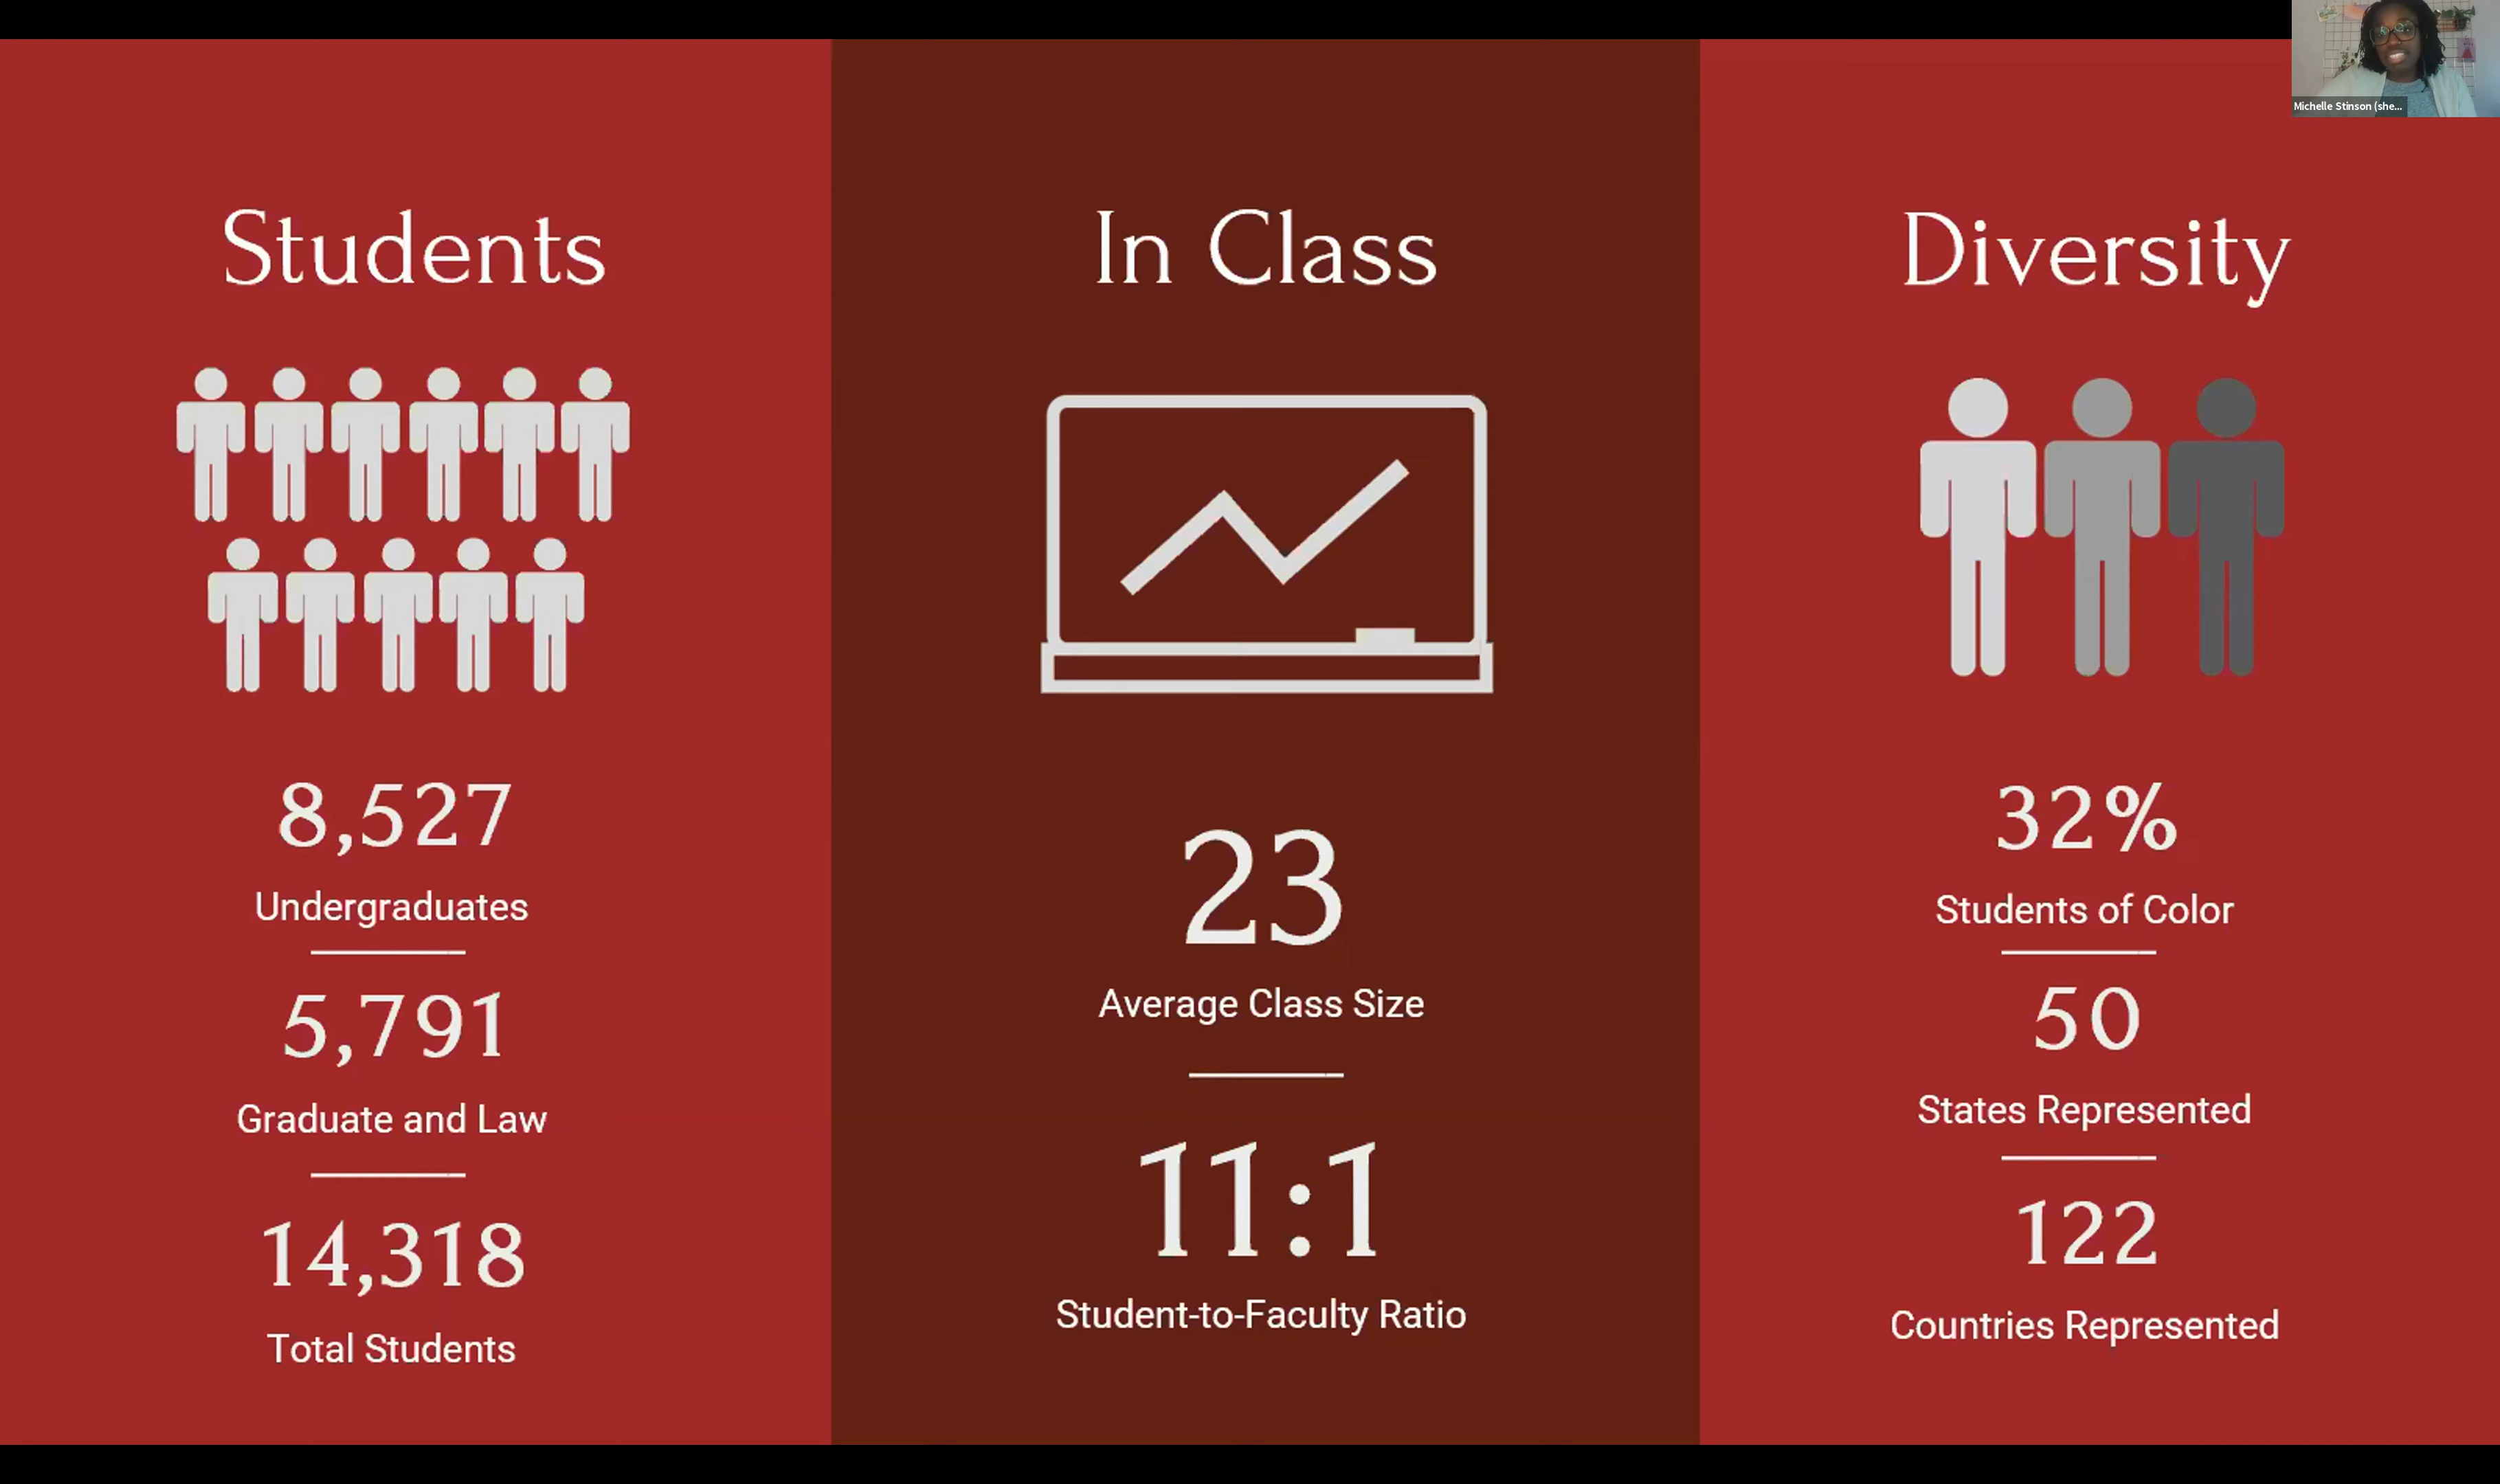 Michelle Stinson (she...
Students
8,527
Undergraduates
5,791
Graduate and Law
14,318
Total Students
In Class
23
Average Class Size
11:1
Student-to-Faculty Ratio
Diversity
32%
Students of Color
50
States Represented
122
Countries Represented